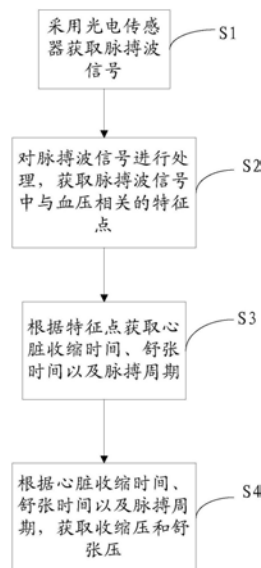 采用光电传感
器获取脉搏波
信号
S1
对脉搏波信号进行处
理，获取脉搏波信号
中与血压相关的特征
点
S2
根据特征点获取心
脏收缩时间、舒张
时间以及脉搏周期
S3
根据心脏收缩时间、
舒张时间以及脉搏周
期，获取收缩压和舒
张压
S4